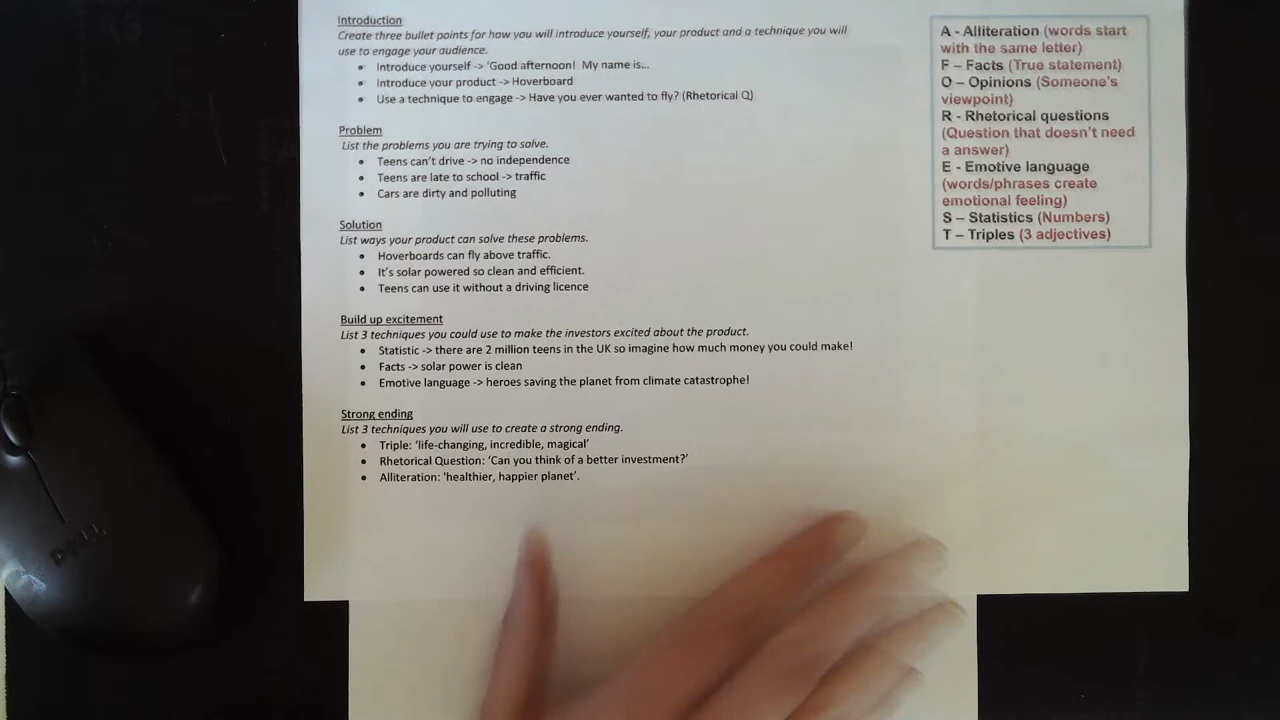 Introduction
Create three bullet points for how you will introduce yourself, your product and a technique you will
use to engage your audience.
• Introduce yourself -> 'Good afternoon! My name is...
• Introduce your product -> Hoverboard
• Use a technique to engage -> Have you ever wanted to fly? (Rhetorical Q)
Problem
List the problems you are trying to solve.
• Teens can't drive -> no independence
• Teens are late to school -> traffic
• Cars are dirty and polluting
Solution
List ways your product can solve these problems.
• Hoverboards can fly above traffic.
• It's solar powered so clean and efficient.
• Teens can use it without a driving licence
Build up excitement
List 3 techniques you could use to make the investors excited about the product.
• Statistic -> there are 2 million teens in the UK so imagine how much money you could make!
• Facts -> solar power is clean
• Emotive language -> heroes saving the planet from climate catastrophe!
Strong ending
List 3 techniques you will use to create a strong ending.
• Triple: 'life-changing, incredible, magical'
• Rhetorical Question: 'Can you think of a better investment?'
• Alliteration: 'healthier, happier planet'.
A - Alliteration (words start
with the same letter)
F – Facts (True statement)
O – Opinions (Someone's
viewpoint)
R - Rhetorical questions
(Question that doesn't need
a answer)
E - Emotive language
(words/phrases create
emotional feeling)
S – Statistics (Numbers)
T – Triples (3 adjectives)
DELL